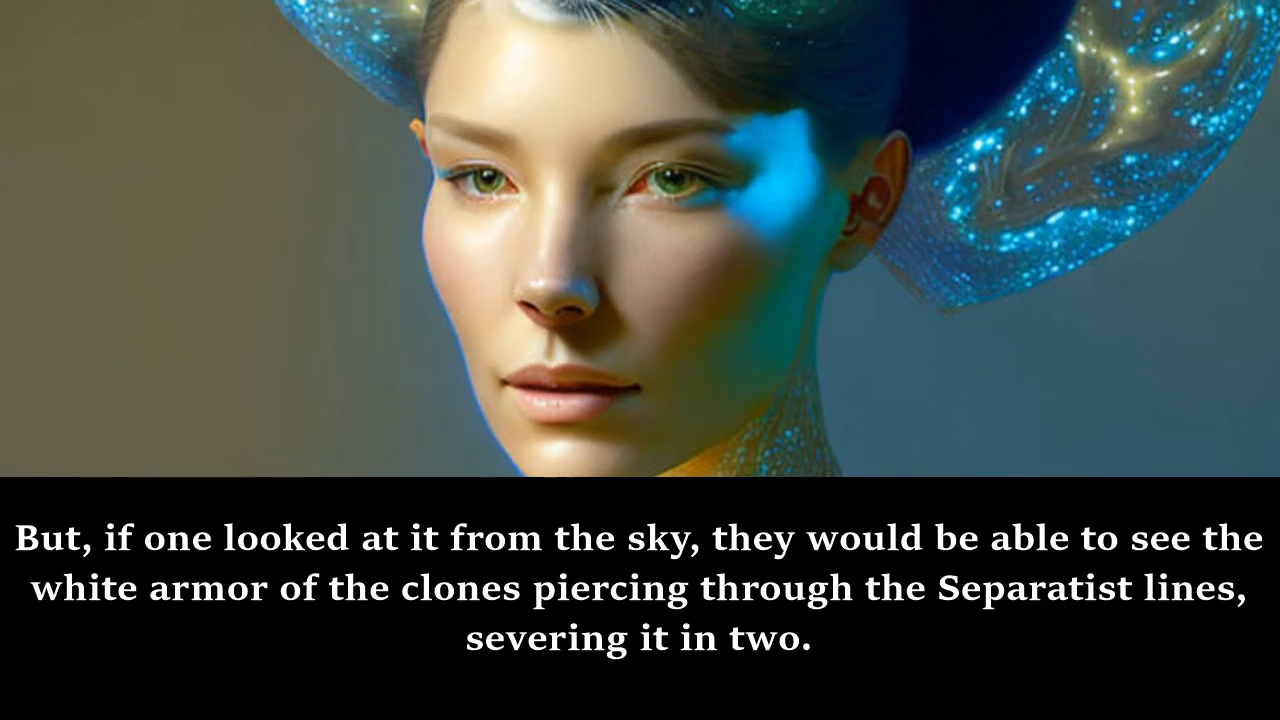 But, if one looked at it from the sky, they would be able to see the
white armor of the clones piercing through the Separatist lines,
severing it in two.